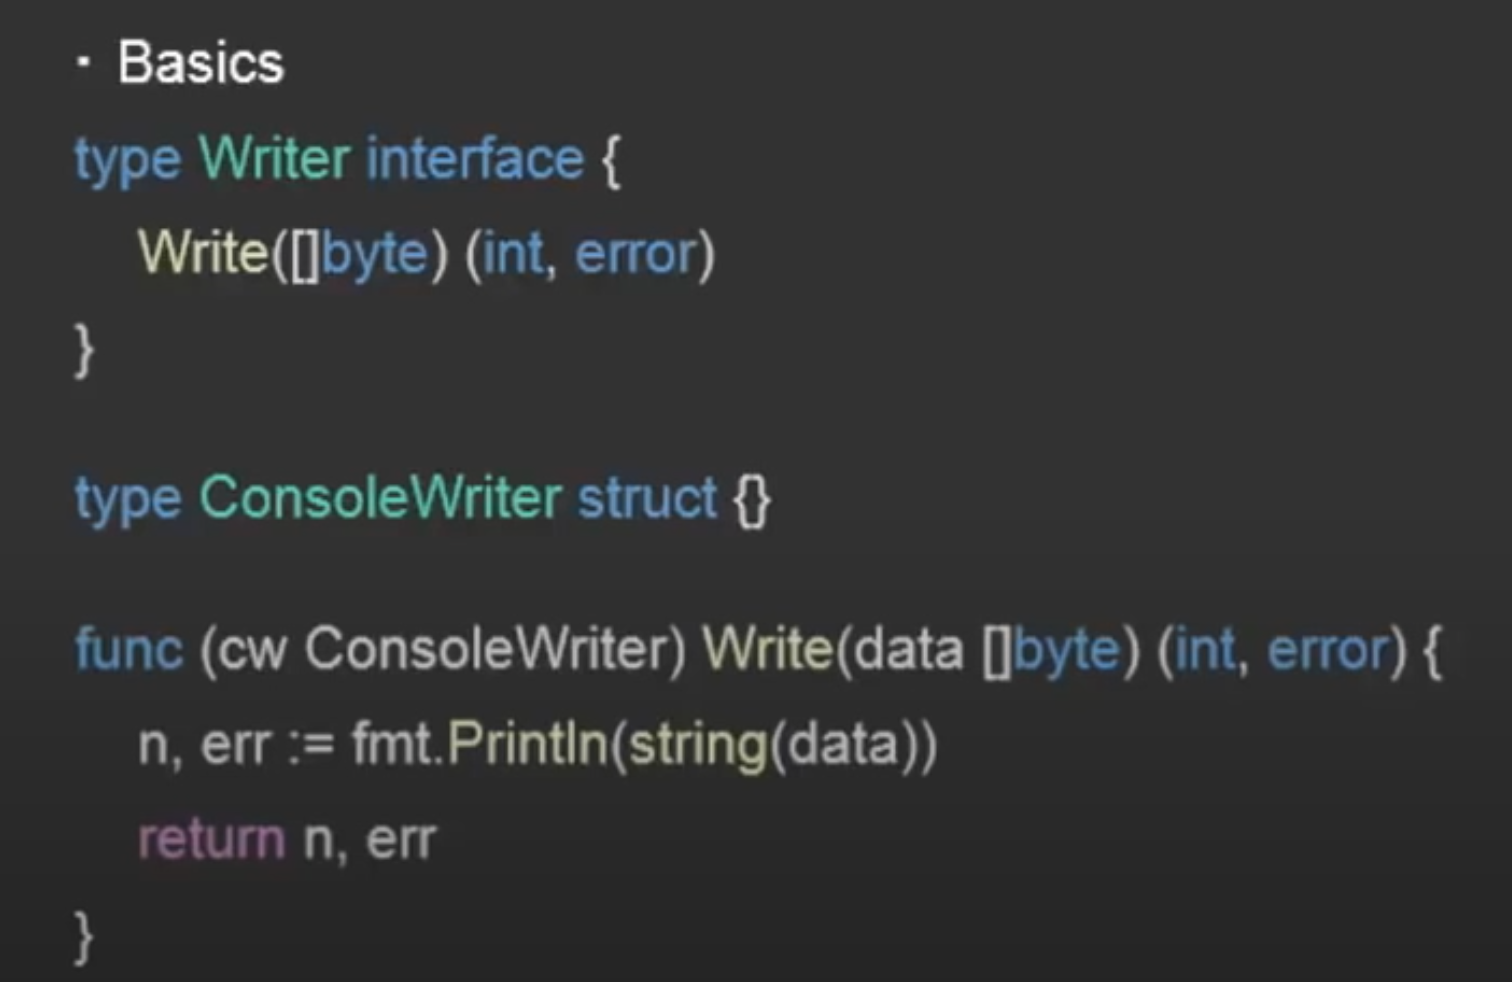 · Basics
type Writer interface {
Write([]byte) (int, error)
}
type ConsoleWriter struct {}
func (cw ConsoleWriter) Write(data []byte) (int, error) {
n, err := fmt.Println(string(data))
return n, err
}